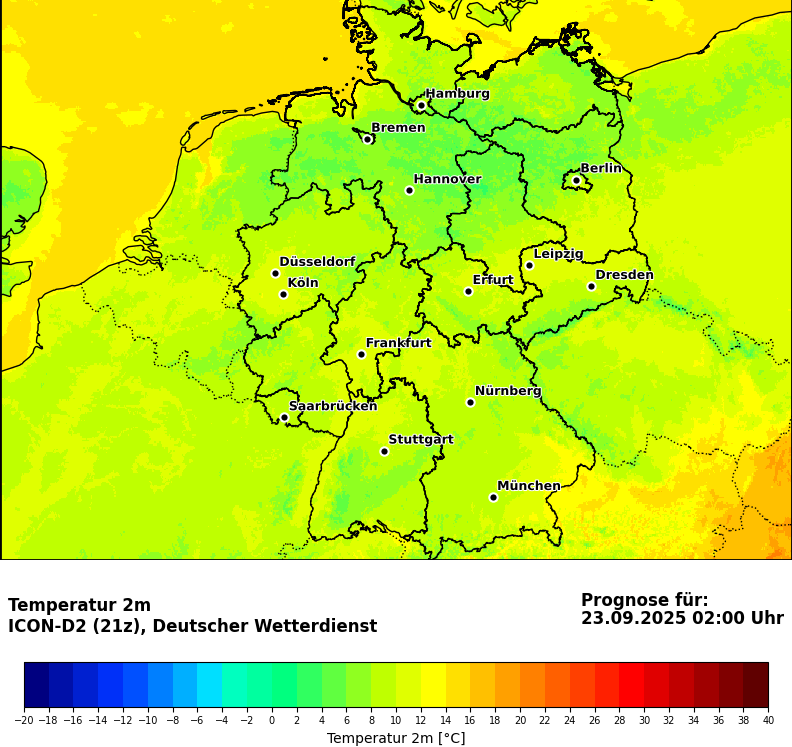 Hamburg
Bremen
Berlin
Hannover
Leipzig
Düsseldorf
Dresden
Köln
Erfurt
Frankfurt
Nürnberg
Saarbrücken
Stuttgart
München
Temperatur 2m
ICON-D2 (21z), Deutscher Wetterdienst
Prognose für:
23.09.2025 02:00 Uhr
−20 −18 −16 −14 −12 −10 −8 −6 −4 −2 0 2 4 6 8 10 12 14 16 18 20 22 24 26 28 30 32 34 36 38 40
Temperatur 2m [°C]